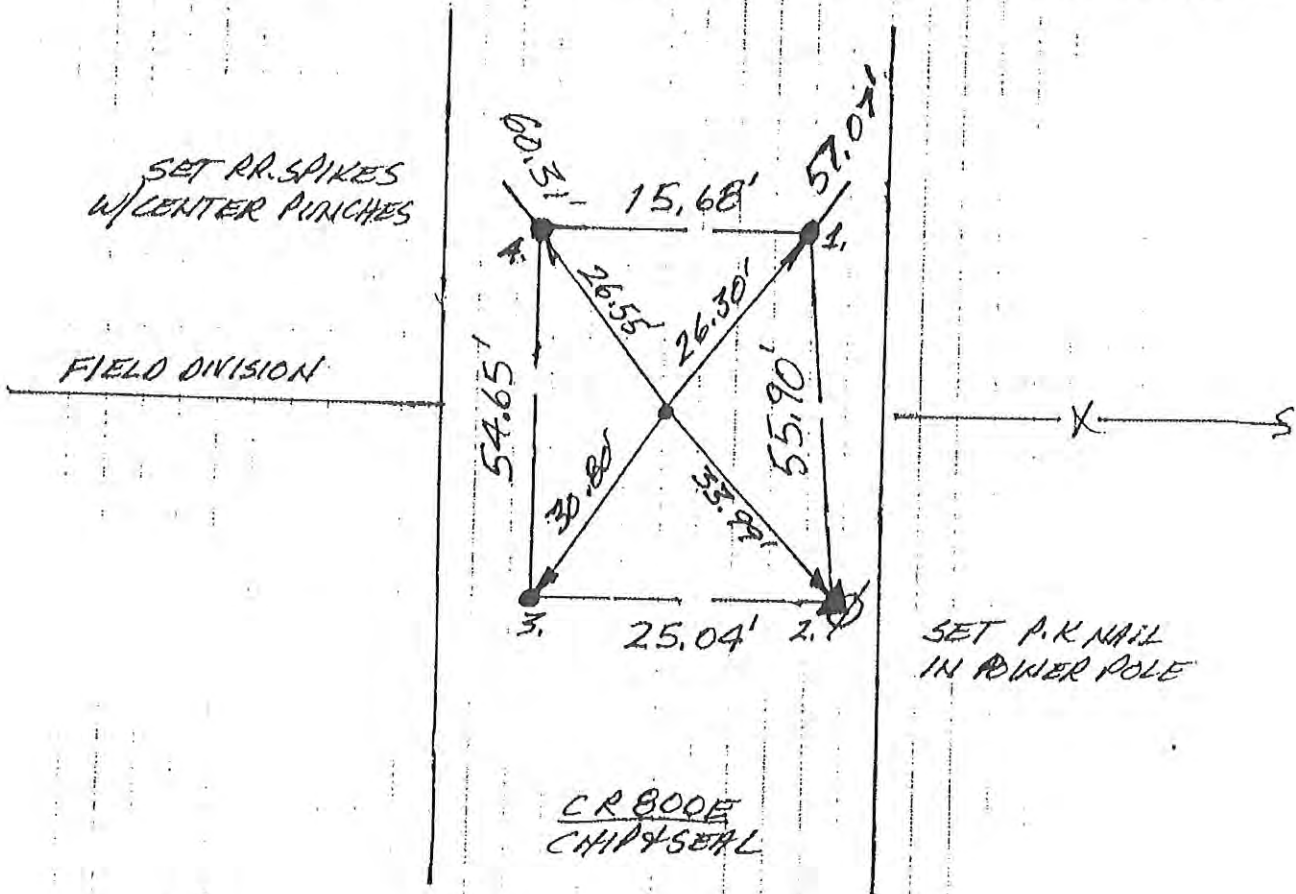 60.31
57.07'
SET RR. SPIKES
W/CENTER PUNCHES
15.68'
4.
1.
26.55'
26.30'
FIELD DIVISION
54.65'
55.90'
X
S
30.80
33.99'
3.
25.04'
2.
SET P.K NAIL
IN POWER POLE
CR 800E
CHIP & SEAL